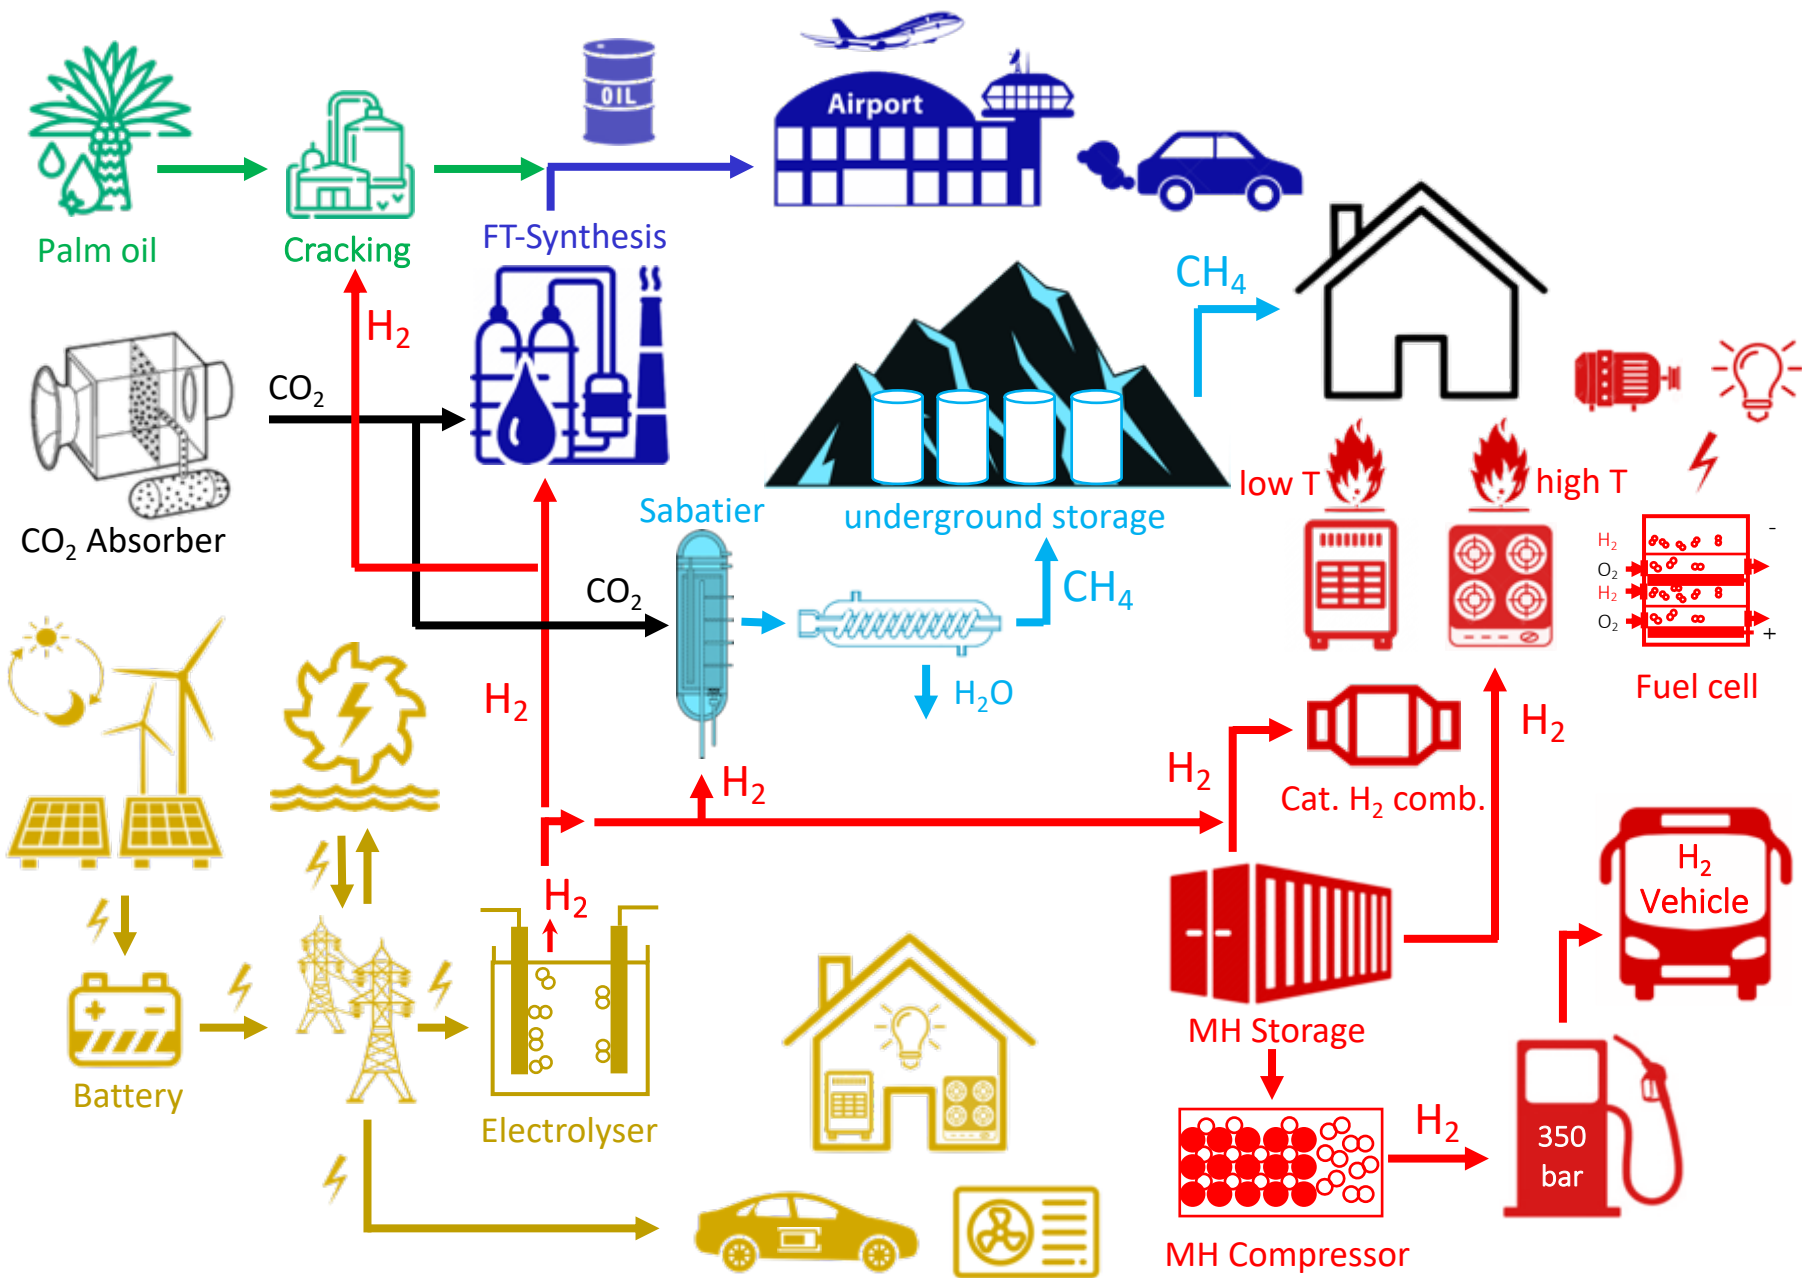 OIL
Airport
Palm oil
Cracking
FT-Synthesis
CH₄
H₂
CO₂
low T
high T
CO₂ Absorber
Sabatier
underground storage
H₂
O₂
H₂
O₂
-
+
CO₂
CH₄
H₂O
H₂
Fuel cell
H₂
H₂
H₂
Cat. H₂ comb.
H₂
Vehicle
H₂
MH Storage
Battery
+
-
Electrolyser
H₂
350
bar
MH Compressor